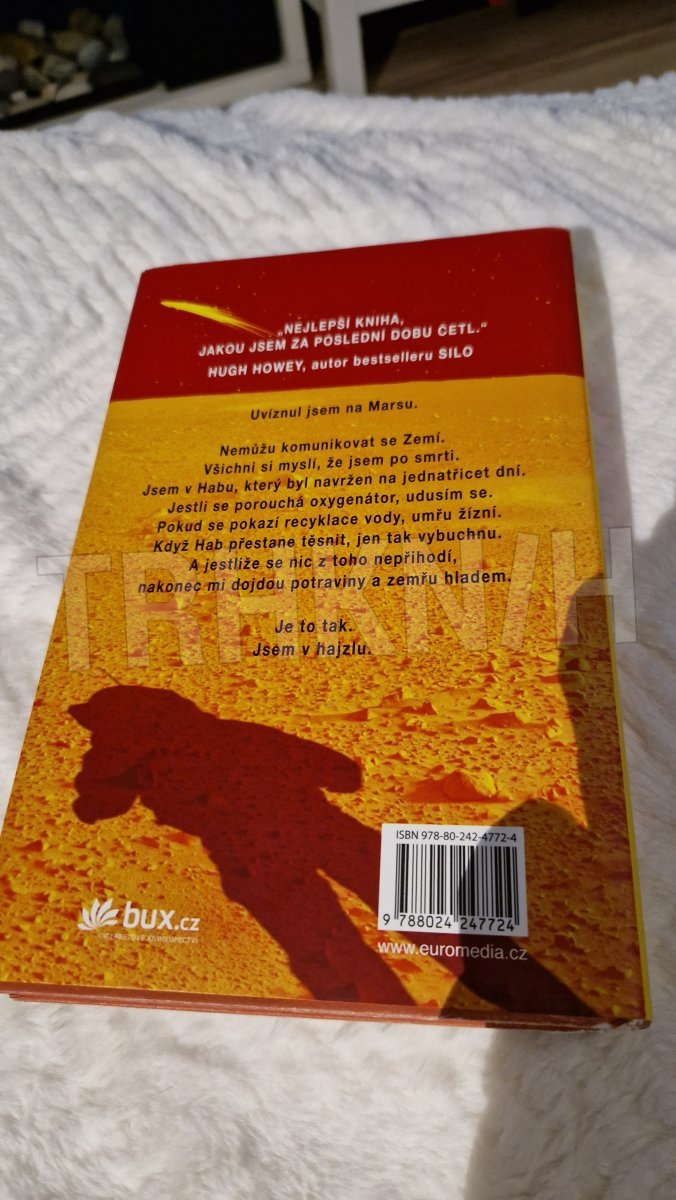 „NEJLEPŠÍ KNIHA,
JAKOU JSEM ZA POSLEDNÍ DOBU ČETL.“
HUGH HOWEY, autor bestselleru SILO
Uvíznul jsem na Marsu.
Nemůžu komunikovat se Zemí.
Všichni si myslí, že jsem po smrti.
Jsem v Habu, který byl navržen na jednatřicet dní.
Jestli se porouchá oxygenátor, udusím se.
Pokud se pokazí recyklace vody, umřu žízní.
Když Hab přestane těsnit, jen tak vybuchnu.
A jestliže se nic z toho nepřihodí,
nakonec mi dojdou potraviny a zemřu hladem.
TRHKNIH
Je to tak.
Jsem v hajzlu.
ISBN 978-80-242-4772-4
9 788024 247724
bux.cz
INTERNETOVÉ KNIHKUPECTVÍ
www.euromedia.cz